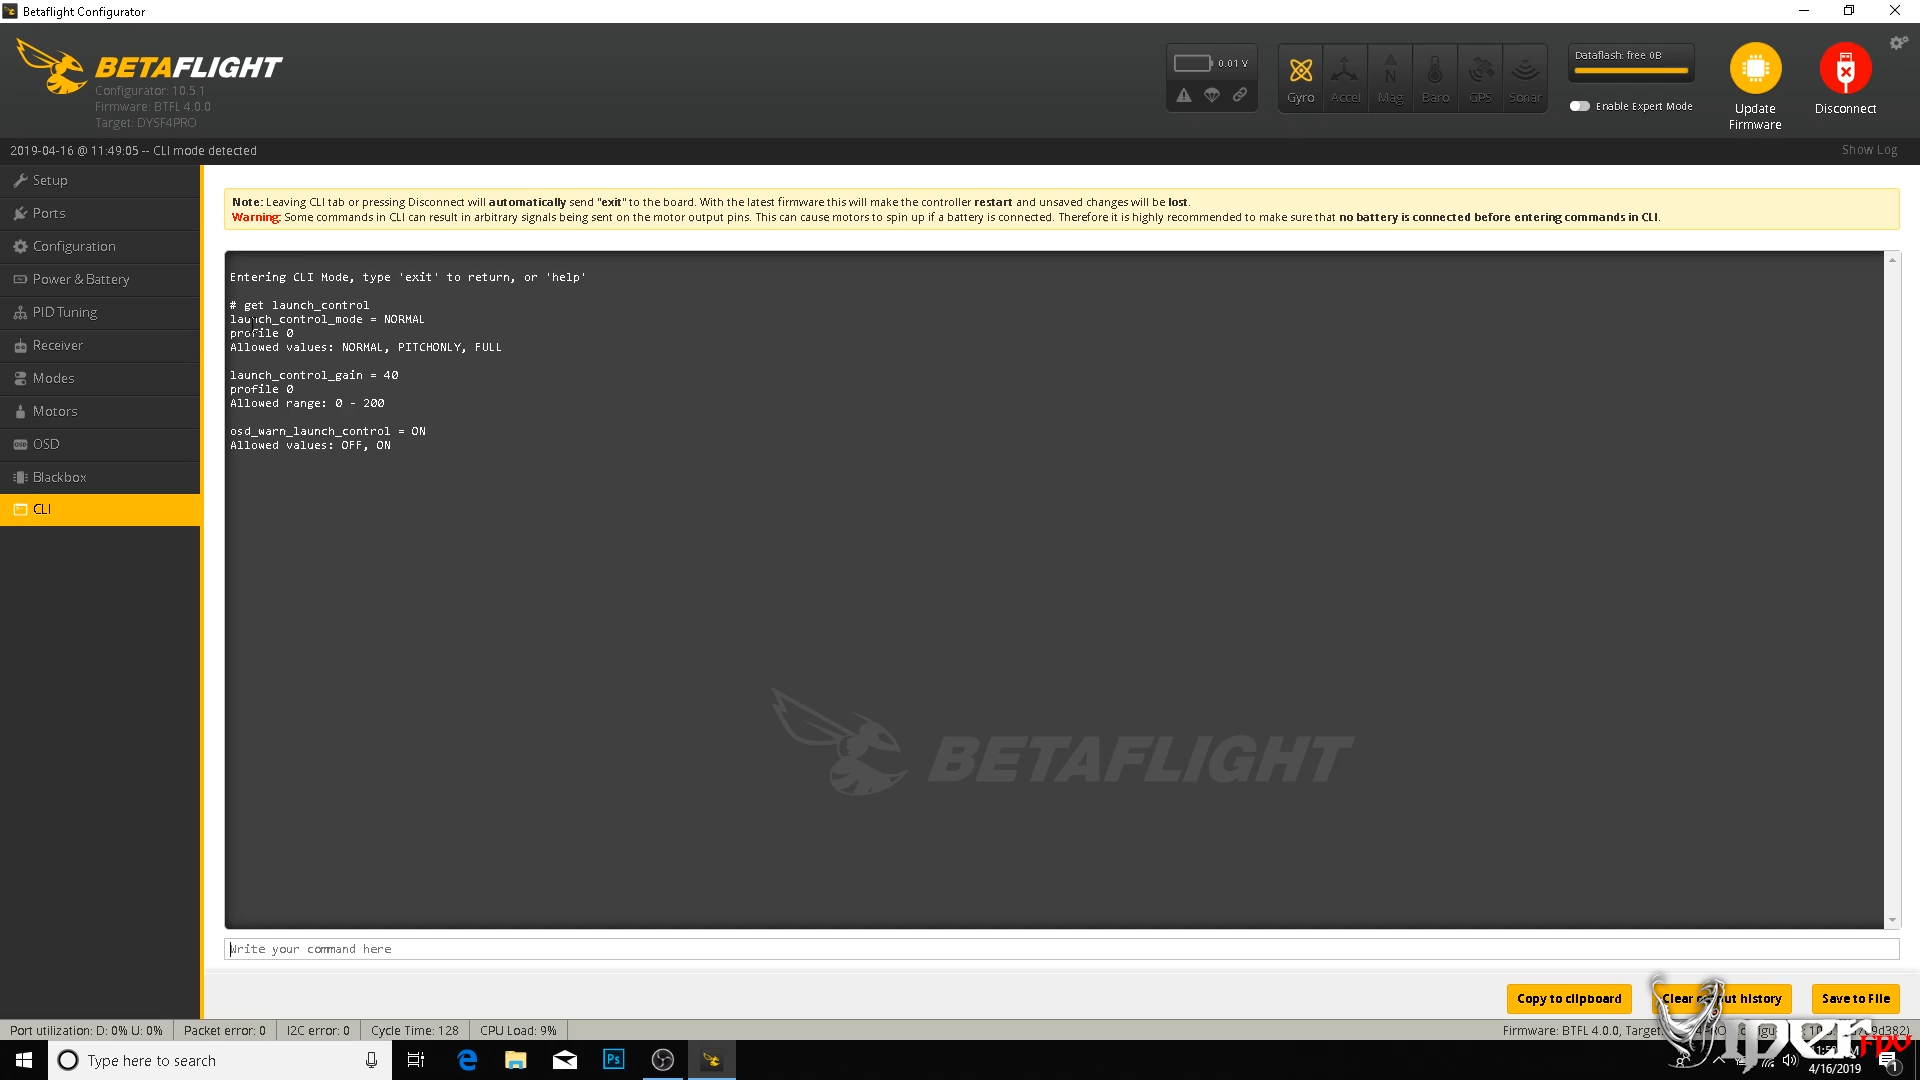 Betaflight Configurator
BETAFLIGHT
Configurator: 10.5.1
Firmware: BTFL 4.0.0
Target: DYSF4PRO
0.01 V
Gyro Accel Mag Baro GPS Sonar
Dataflash: free 0B
Enable Expert Mode
Update
Firmware
Disconnect
2019-04-16 @ 11:49:05 -- CLI mode detected
Show Log
Setup
Ports
Configuration
Power & Battery
PID Tuning
Receiver
Modes
Motors
OSD
Blackbox
CLI
Note: Leaving CLI tab or pressing Disconnect will automatically send "exit" to the board. With the latest firmware this will make the controller restart and unsaved changes will be lost.
Warning: Some commands in CLI can result in arbitrary signals being sent on the motor output pins. This can cause motors to spin up if a battery is connected. Therefore it is highly recommended to make sure that no battery is connected before entering commands in CLI.
Entering CLI Mode, type 'exit' to return, or 'help'
# get launch_control
launch_control_mode = NORMAL
profile 0
Allowed values: NORMAL, PITCHONLY, FULL
launch_control_gain = 40
profile 0
Allowed range: 0 - 200
osd_warn_launch_control = ON
Allowed values: OFF, ON
BETAFLIGHT
Write your command here
Copy to clipboard
Clear output history
Save to File
Port utilization: D: 0% U: 0% Packet error: 0 I2C error: 0 Cycle Time: 128 CPU Load: 9%
Firmware: BTFL 4.0.0, Target:
Viper FPV
Type here to search
Ps
4/16/2019
1